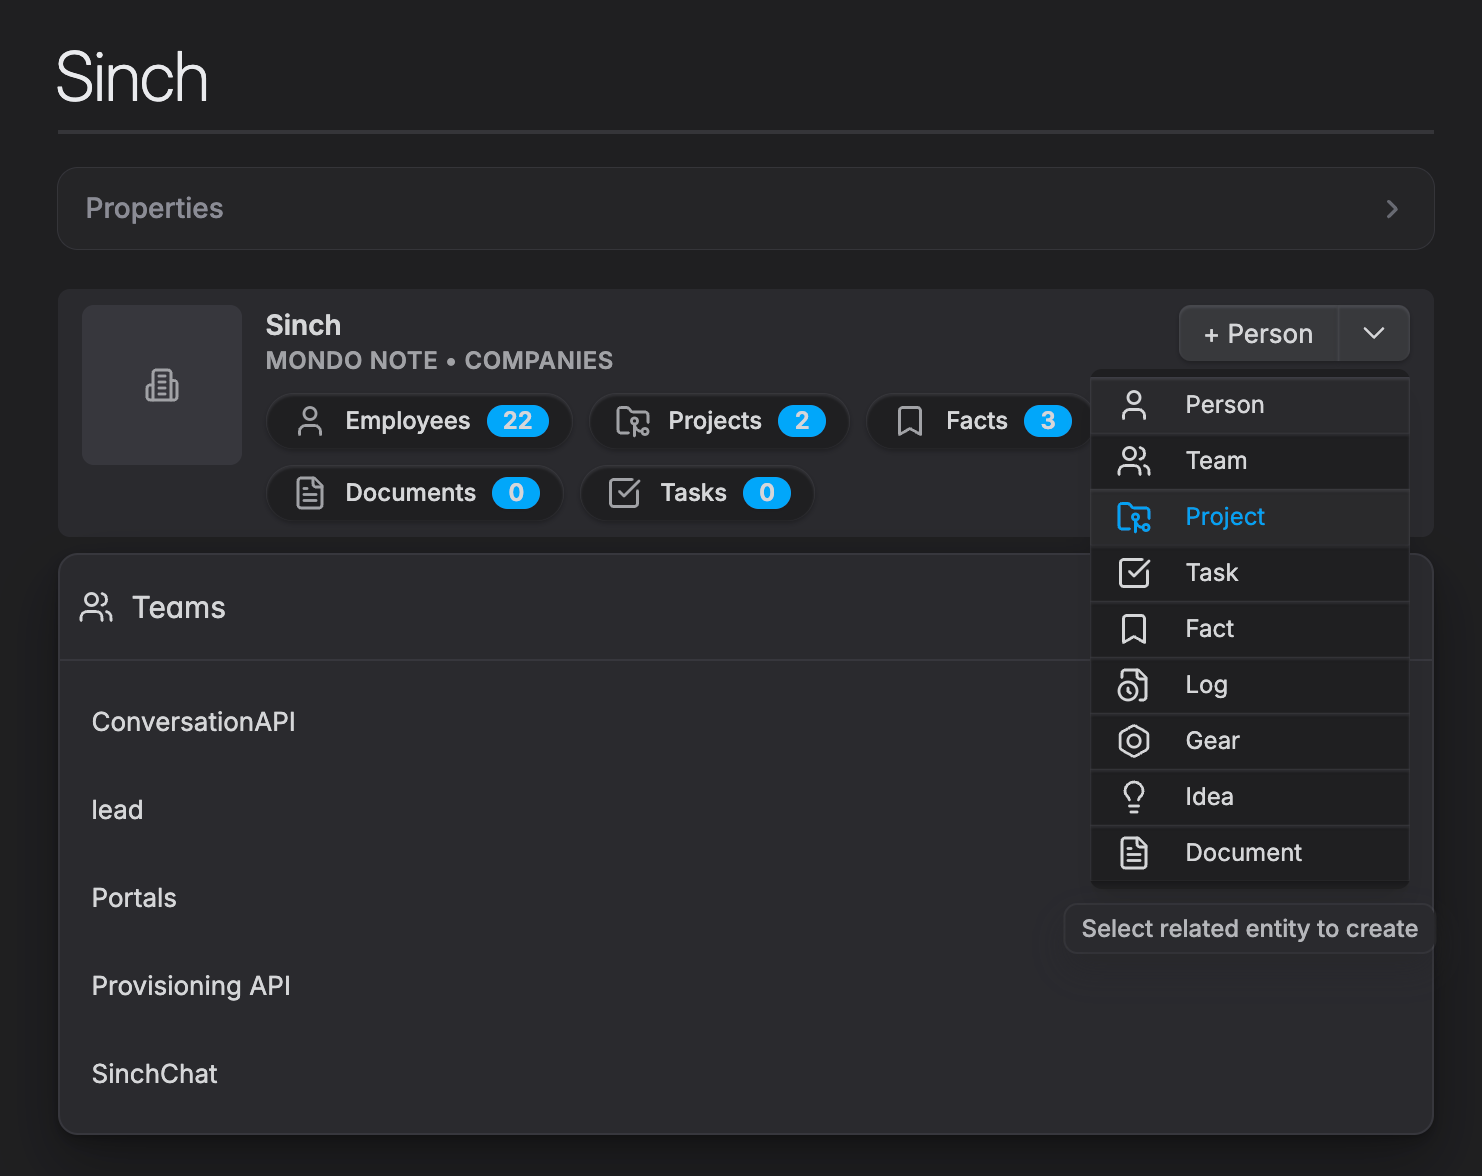 Sinch
Properties
Sinch
MONDO NOTE • COMPANIES
+ Person
Employees 22
Projects 2
Facts 3
Documents 0
Tasks 0
Person
Team
Project
Task
Fact
Log
Gear
Idea
Document
Select related entity to create
Teams
ConversationAPI
lead
Portals
Provisioning API
SinchChat